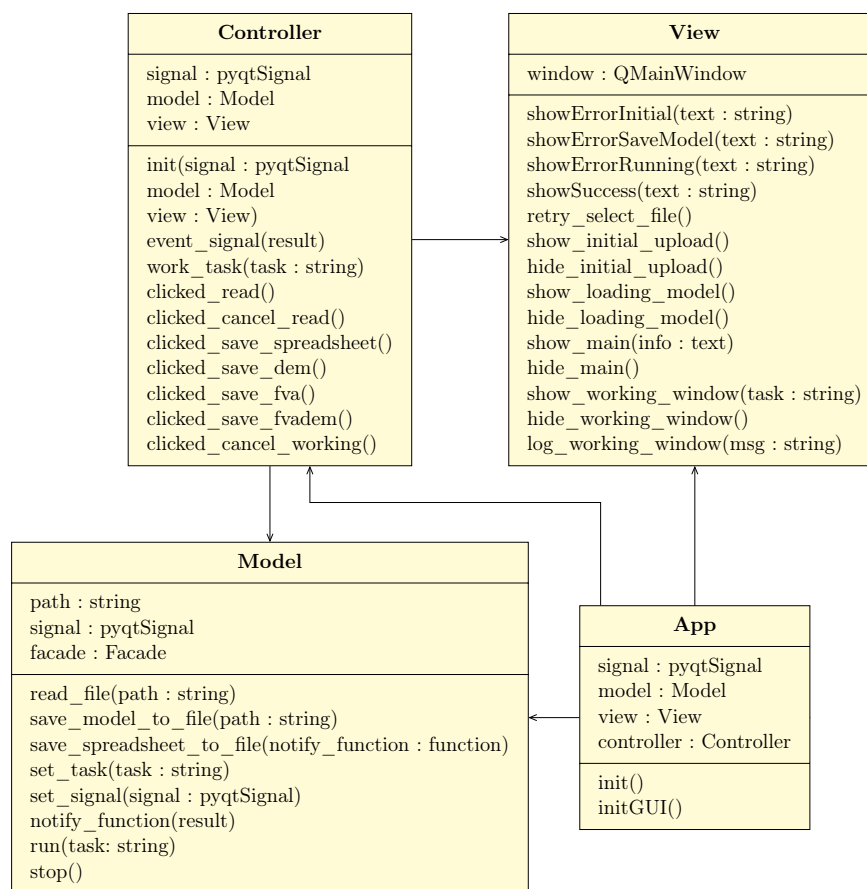 Controller
signal : pyqtSignal
model : Model
view : View
init(signal : pyqtSignal
model : Model
view : View)
event_signal(result)
work_task(task : string)
clicked_read()
clicked_cancel_read()
clicked_save_spreadsheet()
clicked_save_dem()
clicked_save_fva()
clicked_save_fvadem()
clicked_cancel_working()
View
window : QMainWindow
showErrorInitial(text : string)
showErrorSaveModel(text : string)
showErrorRunning(text : string)
showSuccess(text : string)
retry_select_file()
show_initial_upload()
hide_initial_upload()
show_loading_model()
hide_loading_model()
show_main(info : text)
hide_main()
show_working_window(task : string)
hide_working_window()
log_working_window(msg : string)
Model
path : string
signal : pyqtSignal
facade : Facade
read_file(path : string)
save_model_to_file(path : string)
save_spreadsheet_to_file(notify_function : function)
set_task(task : string)
set_signal(signal : pyqtSignal)
notify_function(result)
run(task: string)
stop()
App
signal : pyqtSignal
model : Model
view : View
controller : Controller
init()
initGUI()